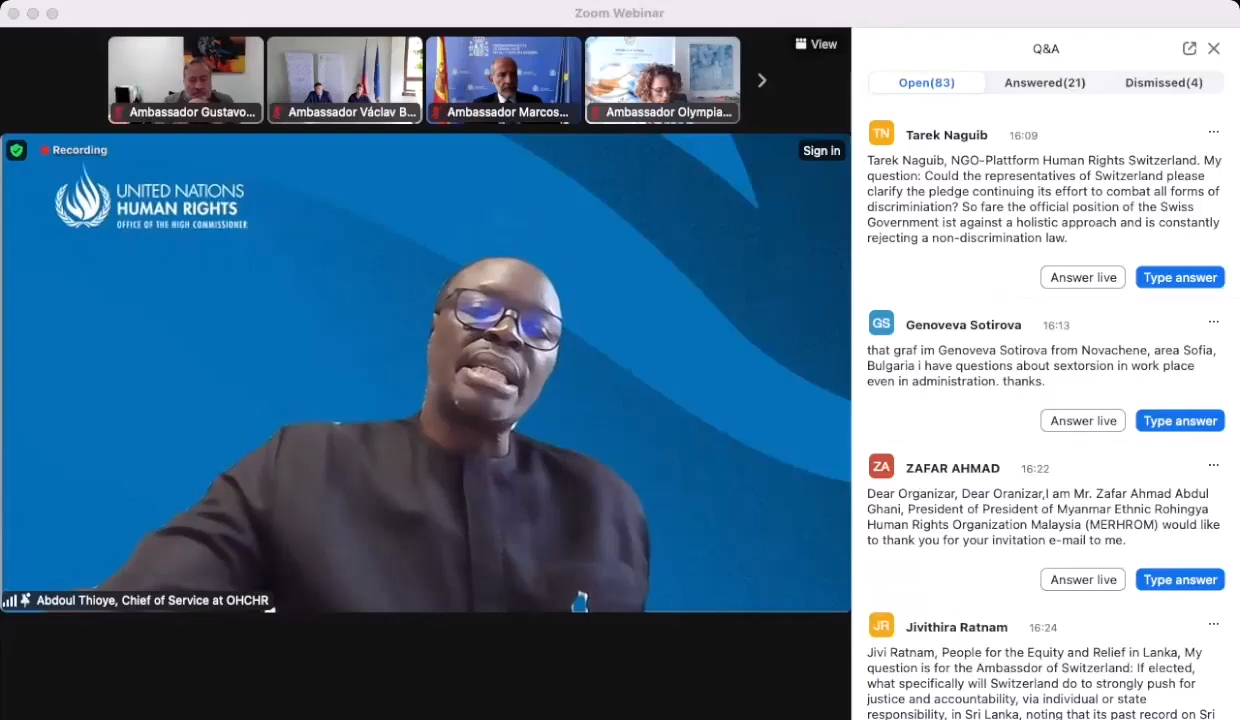 Zoom Webinar
View
Ambassador Gustavo...
Ambassador Václav B...
Ambassador Marcos...
Ambassador Olympia...
Recording
Sign in
UNITED NATIONS
HUMAN RIGHTS
OFFICE OF THE HIGH COMMISSIONER
Abdoul Thioye, Chief of Service at OHCHR
Q&A
Open(83)
Answered(21)
Dismissed(4)
TN
Tarek Naguib 16:09
Tarek Naguib, NGO-Plattform Human Rights Switzerland. My
question: Could the representatives of Switzerland please
clarify the pledge continuing its effort to combat all forms of
discriminiation? So fare the official position of the Swiss
Government ist against a holistic approach and is constantly
rejecting a non-discrimination law.
Answer live
Type answer
GS
Genoveva Sotirova 16:13
that graf im Genoveva Sotirova from Novachene, area Sofia,
Bulgaria i have questions about sextorsion in work place
even in administration. thanks.
Answer live
Type answer
ZA
ZAFAR AHMAD 16:22
Dear Organizar, Dear Oranizar,I am Mr. Zafar Ahmad Abdul
Ghani, President of President of Myanmar Ethnic Rohingya
Human Rights Organization Malaysia (MERHROM) would like
to thank you for your invitation e-mail to me.
Answer live
Type answer
JR
Jivithira Ratnam 16:24
Jivi Ratnam, People for the Equity and Relief in Lanka, My
question is for the Ambassdor of Switzerland: If elected,
what specifically will Switzerland do to strongly push for
justice and accountability, via individual or state
responsibility, in Sri Lanka, noting that its past record on Sri